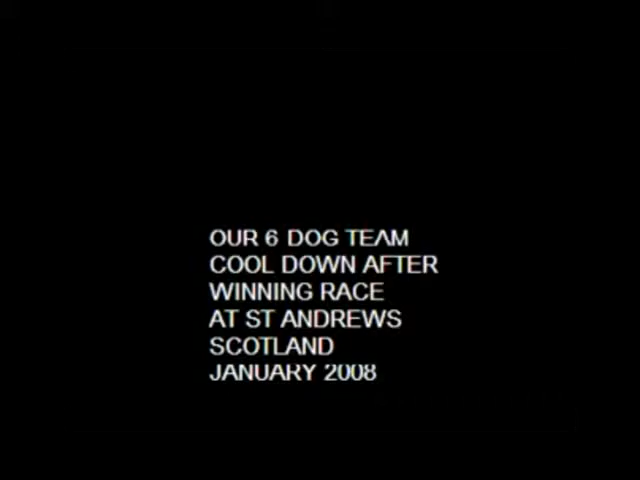 OUR 6 DOG TEAM
COOL DOWN AFTER
WINNING RACE
AT ST ANDREWS
SCOTLAND
JANUARY 2008